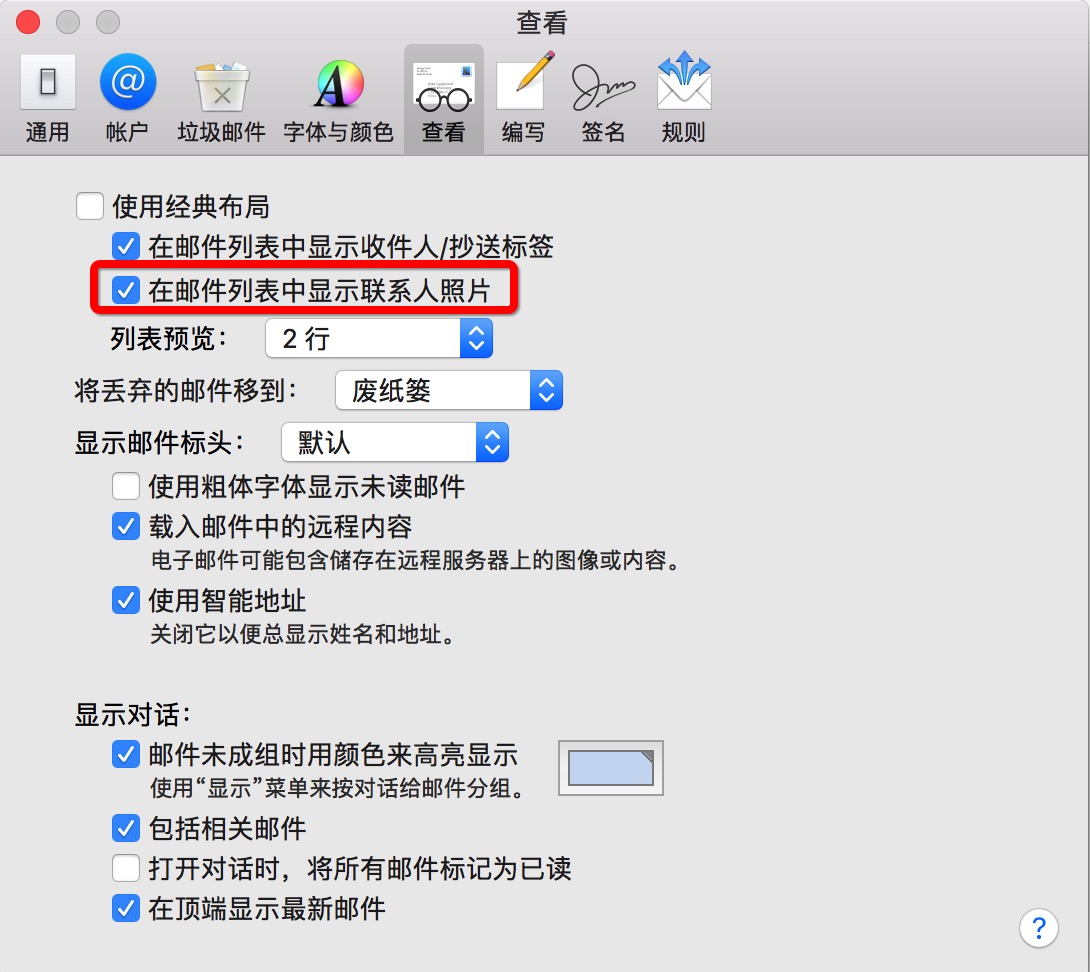 查看
通用 帐户 垃圾邮件 字体与颜色 查看 编写 签名 规则
使用经典布局
在邮件列表中显示收件人/抄送标签
在邮件列表中显示联系人照片
列表预览： 2 行
将丢弃的邮件移到： 废纸篓
显示邮件标头： 默认
使用粗体字体显示未读邮件
载入邮件中的远程内容
电子邮件可能包含储存在远程服务器上的图像或内容。
使用智能地址
关闭它以便总显示姓名和地址。
显示对话：
邮件未成组时用颜色来高亮显示
使用“显示”菜单来按对话给邮件分组。
包括相关邮件
打开对话时，将所有邮件标记为已读
在顶端显示最新邮件
?